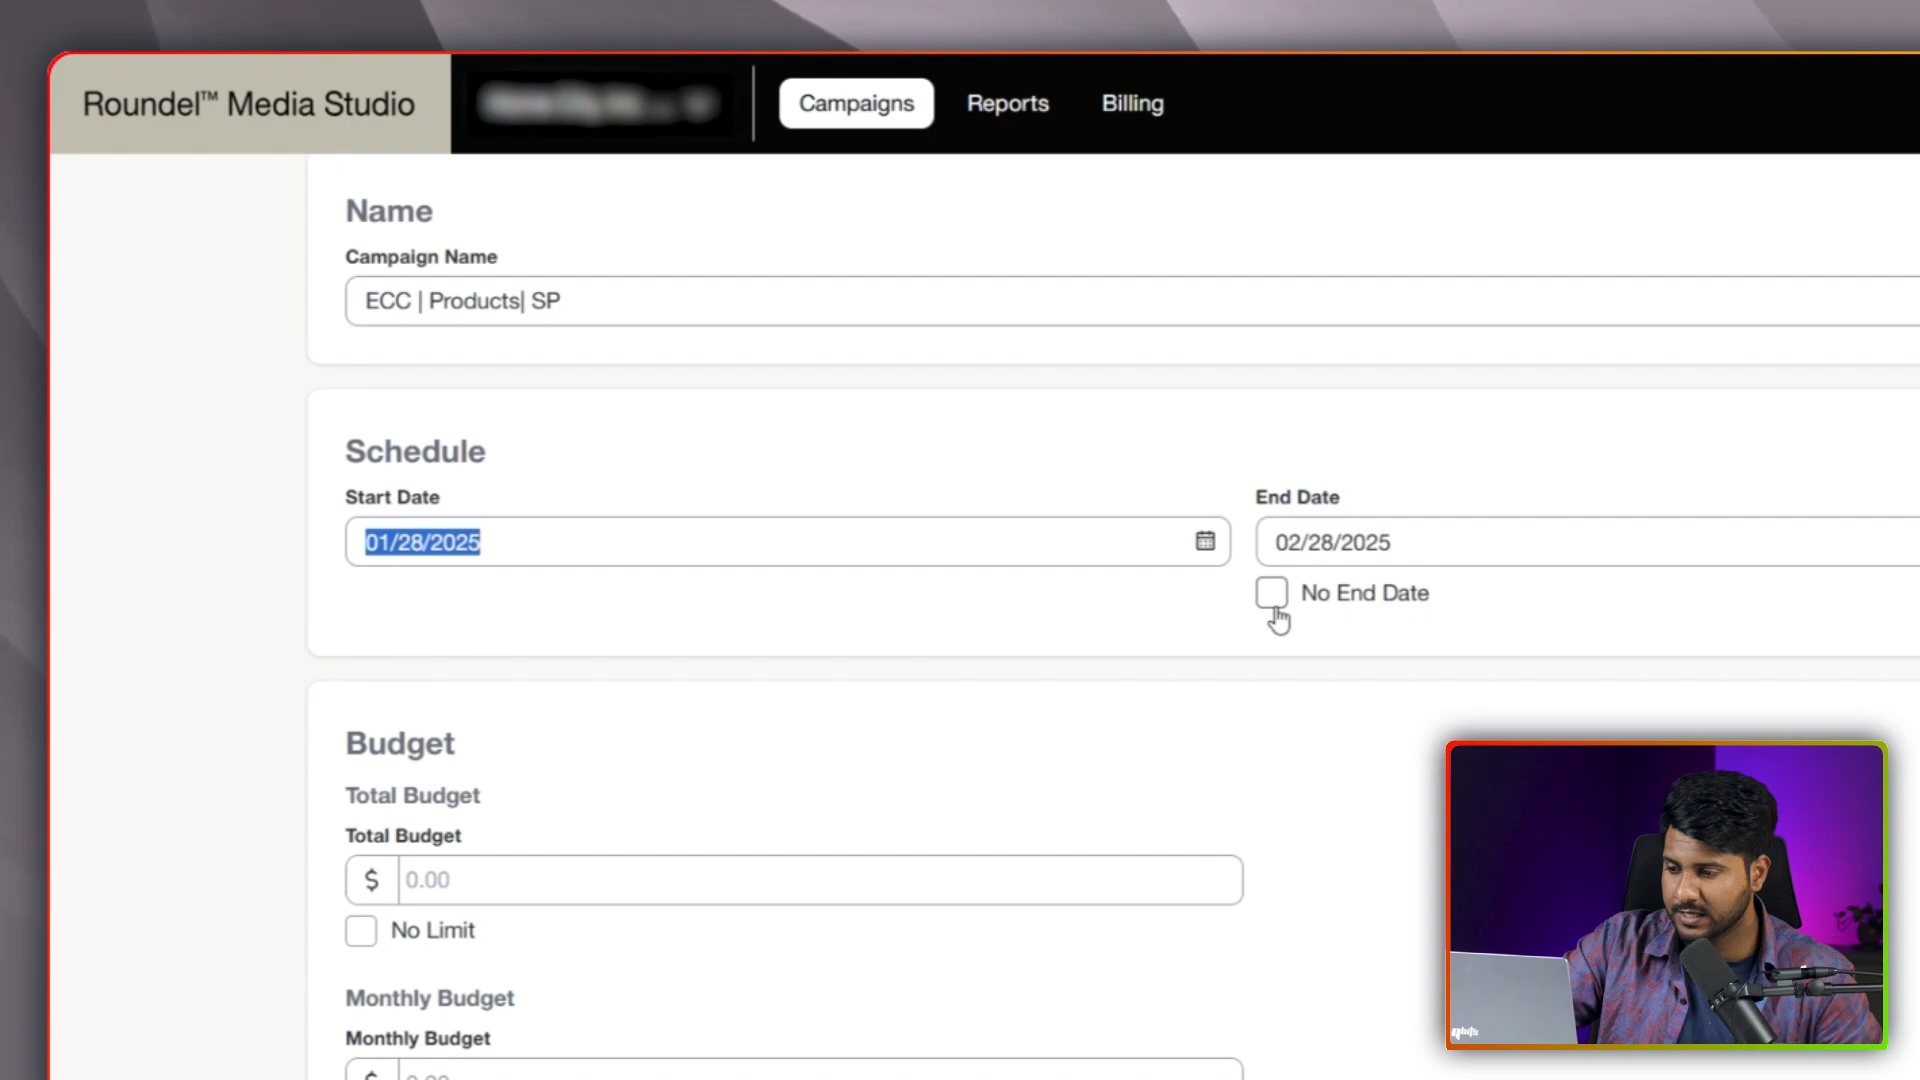 Roundel™ Media Studio
Campaigns
Reports
Billing
Name
Campaign Name
ECC | Products| SP
Schedule
Start Date
End Date
01/28/2025
02/28/2025
No End Date
Budget
Total Budget
Total Budget
$ 0.00
No Limit
Monthly Budget
Monthly Budget
$ 0.00